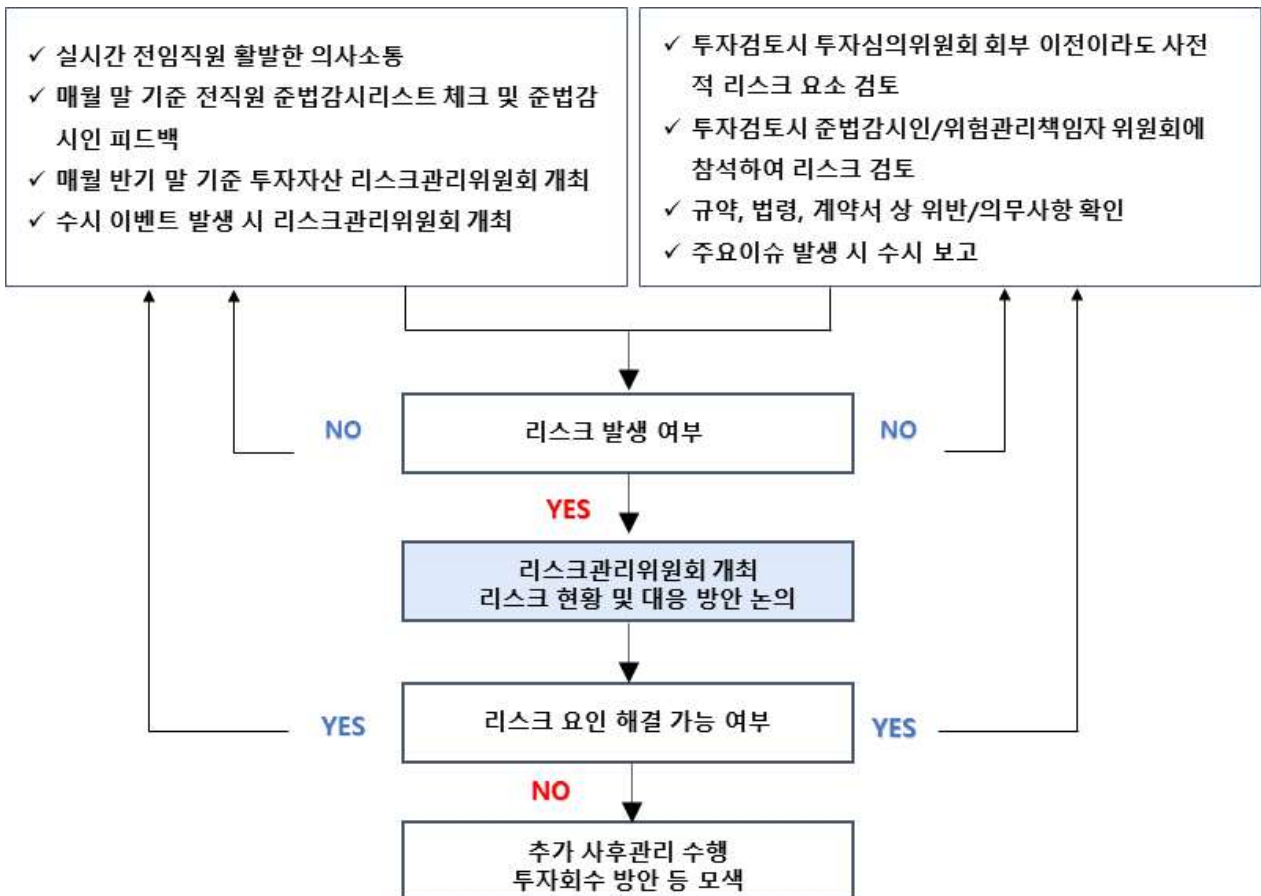 ✓ 실시간 전임직원 활발한 의사소통
✓ 매월 말 기준 전직원 준법감시리스트 체크 및 준법감
시인 피드백
✓ 매월 반기 말 기준 투자자산 리스크관리위원회 개최
✓ 수시 이벤트 발생 시 리스크관리위원회 개최
✓ 투자검토시 투자심의위원회 회부 이전이라도 사전
적 리스크 요소 검토
✓ 투자검토시 준법감시인/위험관리책임자 위원회에
참석하여 리스크 검토
✓ 규약, 법령, 계약서 상 위반/의무사항 확인
✓ 주요이슈 발생 시 수시 보고
NO
리스크 발생 여부
NO
YES
리스크관리위원회 개최
리스크 현황 및 대응 방안 논의
YES
리스크 요인 해결 가능 여부
YES
NO
추가 사후관리 수행
투자회수 방안 등 모색